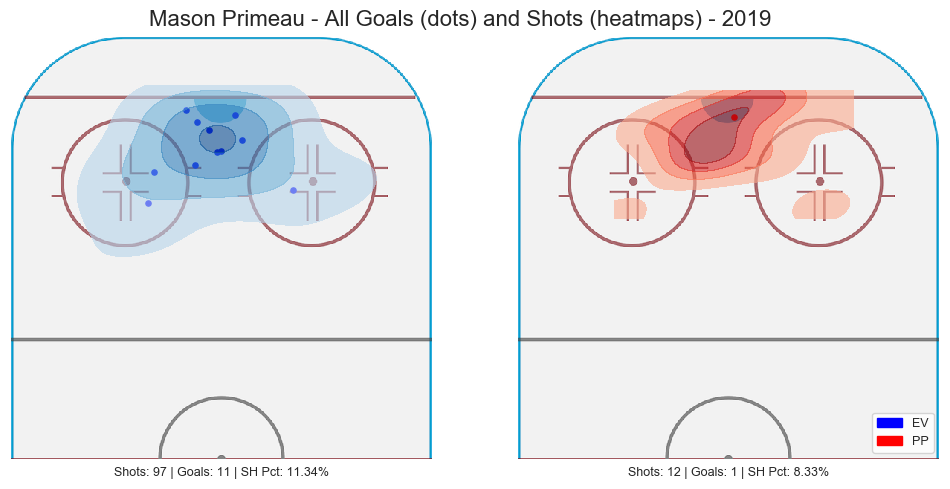 Mason Primeau - All Goals (dots) and Shots (heatmaps) - 2019
EV
PP
Shots: 97 | Goals: 11 | SH Pct: 11.34%
Shots: 12 | Goals: 1 | SH Pct: 8.33%